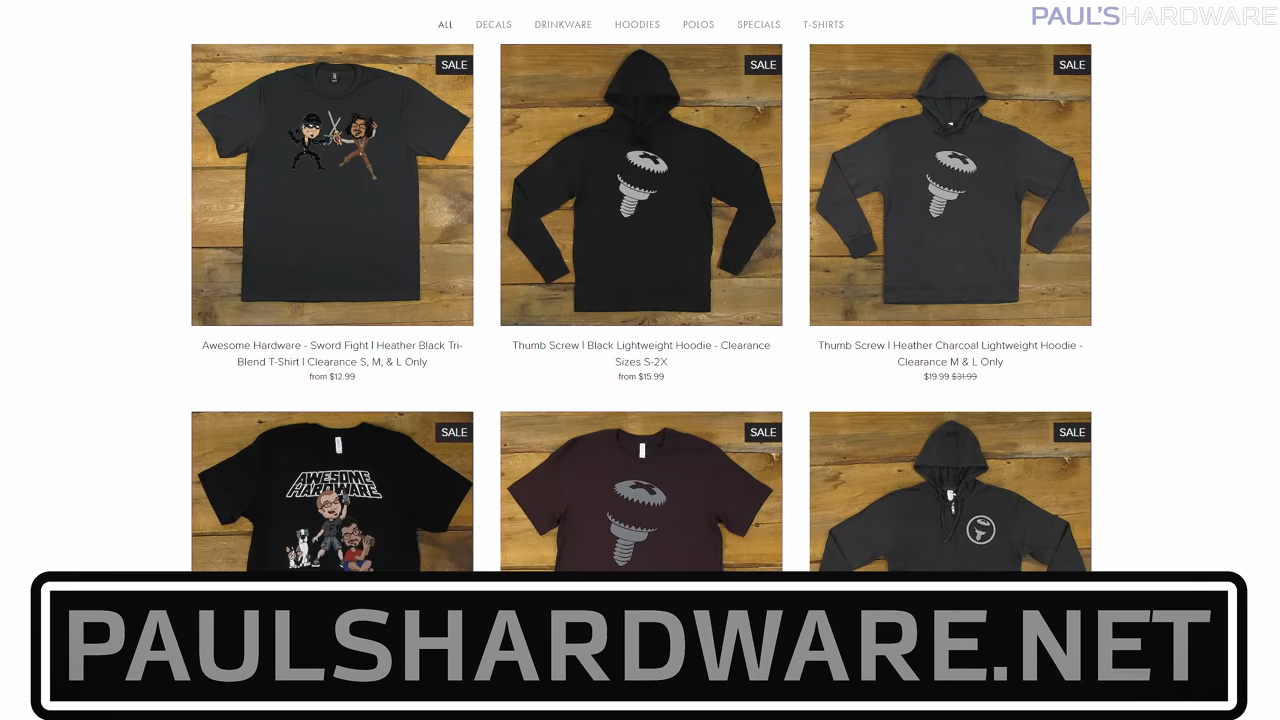 PAUL'SHARDWARE
ALL DECALS DRINKWARE HOODIES POLOS SPECIALS T-SHIRTS
SALE
SALE
SALE
Awesome Hardware - Sword Fight | Heather Black Tri-
Blend T-Shirt | Clearance S, M, & L Only
from $12.99
Thumb Screw | Black Lightweight Hoodie - Clearance
Sizes S-2X
from $15.99
Thumb Screw | Heather Charcoal Lightweight Hoodie -
Clearance M & L Only
$19.99 $31.99
SALE
SALE
SALE
AWESOME
HARDWARE
PAULSHARDWARE.NET